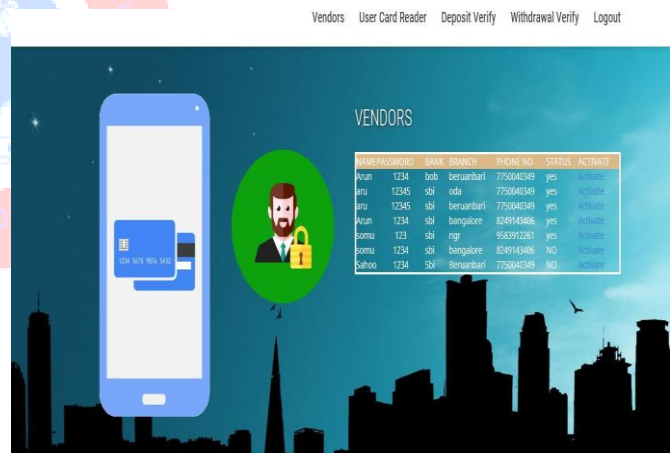 Vendors User Card Reader Deposit Verify Withdrawal Verify Logout
VENDORS
NAME PASSWORD BANK BRANCH PHONE NO STATUS ACTIVATE
Arun 1234 bob beruanbari 7750040349 yes Activate
aru 12345 sbi oda 7750040349 yes Activate
aru 12345 sbi beruanbari 7750040349 yes Activate
Arun 1234 sbi bangalore 8249143406 yes Activate
somu 123 sbi ngr 9583912261 yes Activate
somu 1234 sbi bangalore 8249143406 NO Activate
Sahoo 1234 Sbi Beruanbari 7750040349 NO Activate
1234 5678 9876 5432